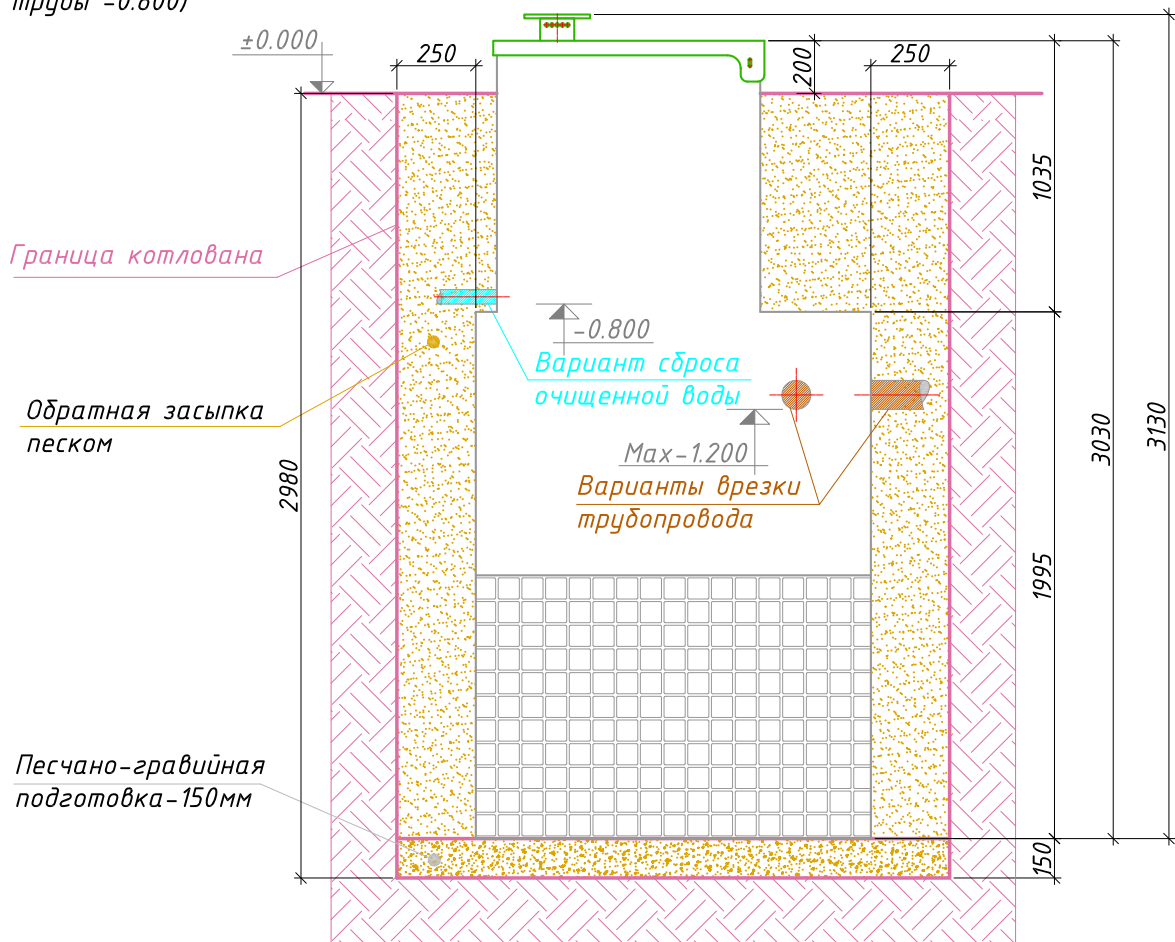 трубы -0.800)
±0.000
250
200
250
1035
Граница котлована
-0.800
Вариант сброса
очищенной воды
Обратная засыпка
песком
2980
Max-1.200
Варианты врезки
трубопровода
3030
3130
1995
Песчано-гравийная
подготовка-150мм
150